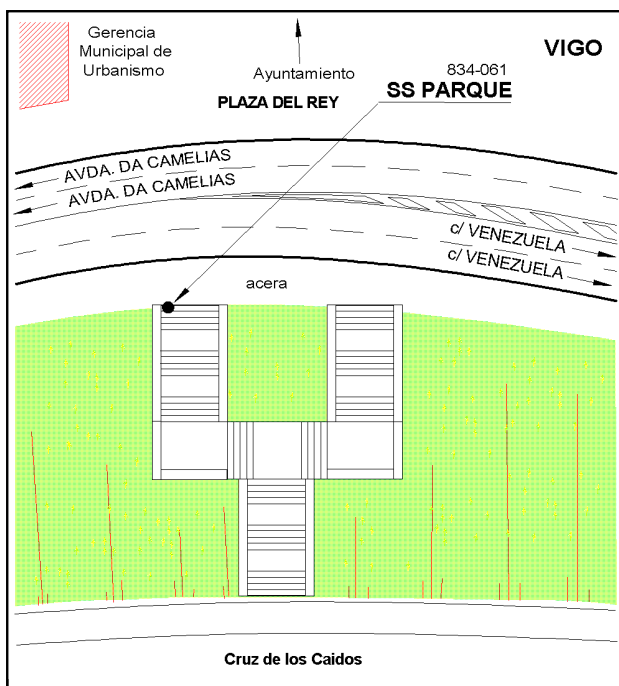 Gerencia
Municipal de
Urbanismo
Ayuntamiento
PLAZA DEL REY
VIGO
834-061
SS PARQUE
AVDA. DA CAMELIAS
AVDA. DA CAMELIAS
c/ VENEZUELA
c/ VENEZUELA
acera
Cruz de los Caidos